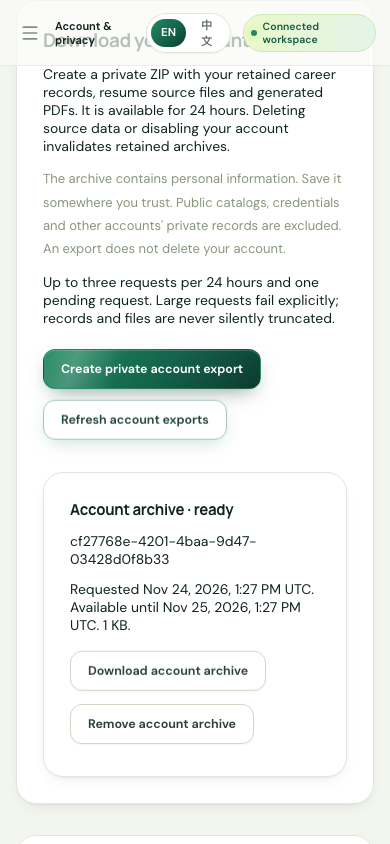 Account &
privacy
EN
中
文
Connected
workspace
Create a private ZIP with your retained career
records, resume source files and generated
PDFs. It is available for 24 hours. Deleting
source data or disabling your account
invalidates retained archives.
The archive contains personal information. Save it
somewhere you trust. Public catalogs, credentials
and other accounts' private records are excluded.
An export does not delete your account.
Up to three requests per 24 hours and one
pending request. Large requests fail explicitly;
records and files are never silently truncated.
Create private account export
Refresh account exports
Account archive · ready
cf27768e-4201-4baa-9d47-
03428d0f8b33
Requested Nov 24, 2026, 1:27 PM UTC.
Available until Nov 25, 2026, 1:27 PM
UTC. 1 KB.
Download account archive
Remove account archive